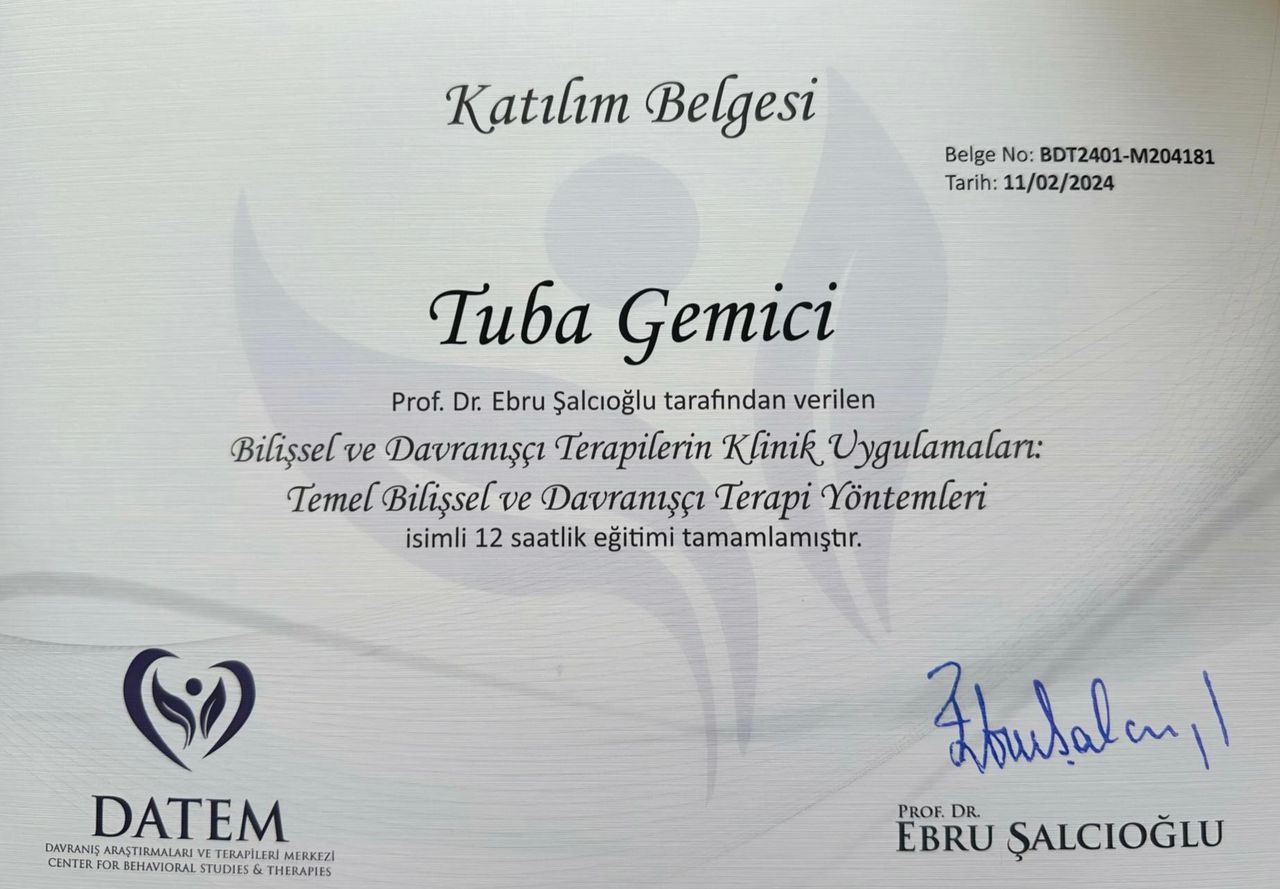 Katılım Belgesi
Belge No: BDT2401-M204181
Tarih: 11/02/2024
Tuba Gemici
Prof. Dr. Ebru Şalcıoğlu tarafından verilen
Bilişsel ve Davranışçı Terapilerin Klinik Uygulamaları:
Temel Bilişsel ve Davranışçı Terapi Yöntemleri
isimli 12 saatlik eğitimi tamamlamıştır.
DATEM
DAVRANIŞ ARAŞTIRMALARI VE TERAPİLERİ MERKEZİ
CENTER FOR BEHAVIORAL STUDIES & THERAPIES
PROF. DR.
EBRU ŞALCIOĞLU